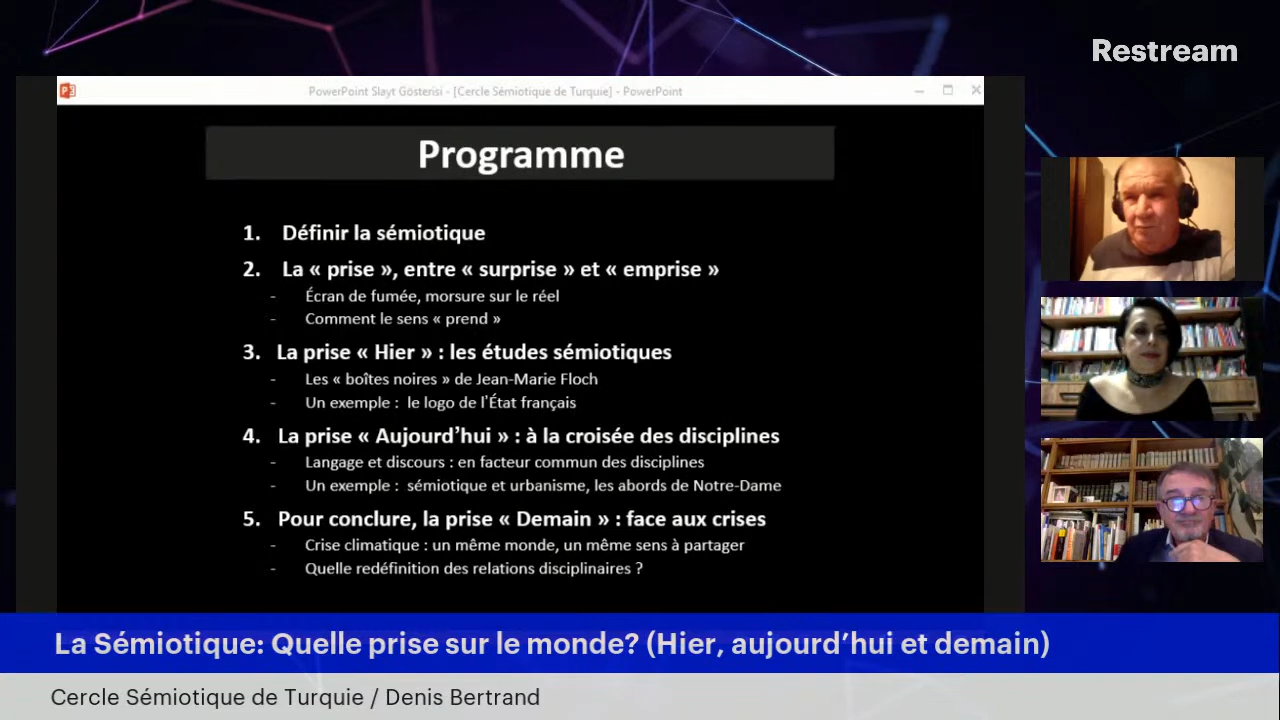 Restream
PowerPoint Slayt Gösterisi - [Cercle Sémiotique de Turquie] - PowerPoint
Programme
1. Définir la sémiotique
2. La « prise », entre « surprise » et « emprise »
- Écran de fumée, morsure sur le réel
- Comment le sens « prend »
3. La prise « Hier » : les études sémiotiques
- Les « boîtes noires » de Jean-Marie Floch
- Un exemple : le logo de l'État français
4. La prise « Aujourd’hui » : à la croisée des disciplines
- Langage et discours : en facteur commun des disciplines
- Un exemple : sémiotique et urbanisme, les abords de Notre-Dame
5. Pour conclure, la prise « Demain » : face aux crises
- Crise climatique : un même monde, un même sens à partager
- Quelle redéfinition des relations disciplinaires ?
La Sémiotique: Quelle prise sur le monde? (Hier, aujourd’hui et demain)
Cercle Sémiotique de Turquie / Denis Bertrand